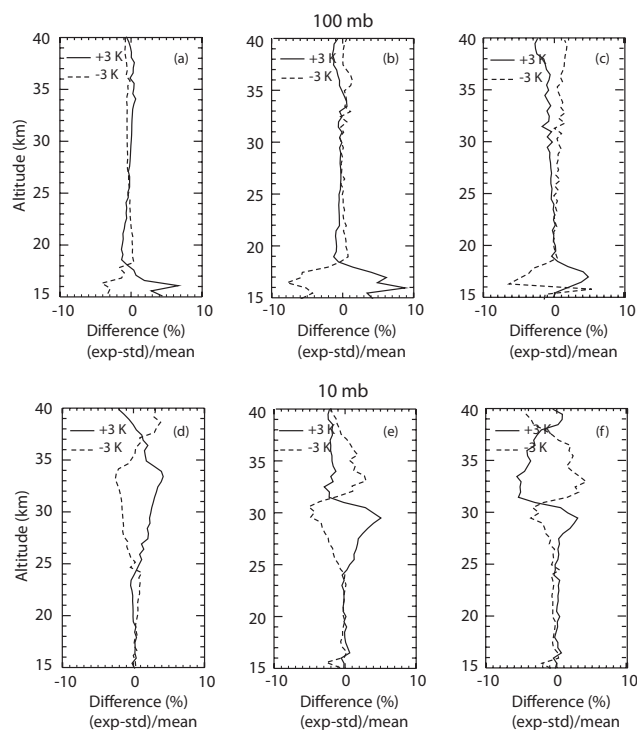 100 mb
40
35
30
25
20
15
Altitude (km)
+3 K
-3 K
(a)
-10 0 10
Difference (%)
(exp-std)/mean
40
35
30
25
20
15
+3 K
-3 K
(b)
-10 0 10
Difference (%)
(exp-std)/mean
40
35
30
25
20
15
+3 K
-3 K
(c)
-10 0 10
Difference (%)
(exp-std)/mean
10 mb
40
35
30
25
20
15
Altitude (km)
+3 K
-3 K
(d)
-10 0 10
Difference (%)
(exp-std)/mean
40
35
30
25
20
15
+3 K
-3 K
(e)
-10 0 10
Difference (%)
(exp-std)/mean
40
35
30
25
20
15
+3 K
-3 K
(f)
-10 0 10
Difference (%)
(exp-std)/mean